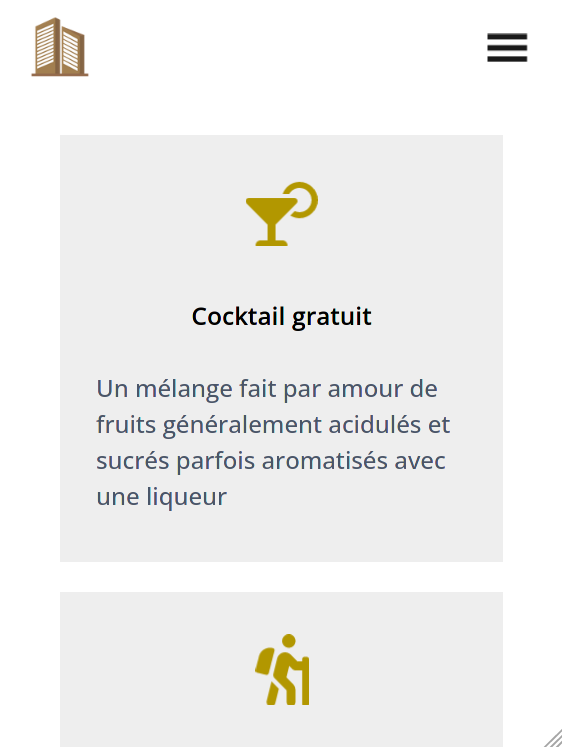 Cocktail gratuit
Un mélange fait par amour de
fruits généralement acidulés et
sucrés parfois aromatisés avec
une liqueur